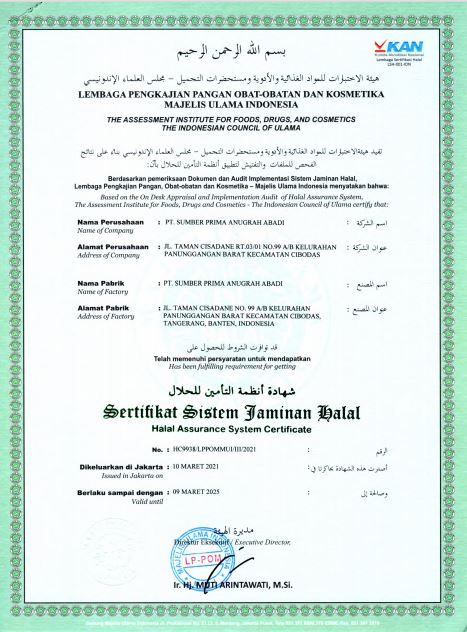 بسم الله الرحمن الرحيم
KAN
Komite Akreditasi Nasional
Lembaga Sertifikasi Halal
LSH-001-IDN
هيئة الاختبارات للمواد الغذائية والأدوية ومستحضرات التجميل – مجلس العلماء الإندونيسي
LEMBAGA PENGKAJIAN PANGAN OBAT-OBATAN DAN KOSMETIKA
MAJELIS ULAMA INDONESIA
THE ASSESSMENT INSTITUTE FOR FOODS, DRUGS, AND COSMETICS
THE INDONESIAN COUNCIL OF ULAMA
تفيد هيئة الاختبارات للمواد الغذائية والأدوية ومستحضرات التجميل – مجلس العلماء الإندونيسي بناء على نتائج
الفحص للملفات والتفتيش لتطبيق أنظمة التأمين للحلال بأن:
Berdasarkan pemeriksaan Dokumen dan Audit Implementasi Sistem Jaminan Halal,
Lembaga Pengkajian Pangan, Obat-obatan dan Kosmetika – Majelis Ulama Indonesia menyatakan bahwa:
Based on the On Desk Appraisal and Implementation Audit of Halal Assurance System,
The Assessment Institute for Foods, Drugs and Cosmetics - The Indonesian Council of Ulama certify that:
Nama Perusahaan : PT. SUMBER PRIMA ANUGRAH ABADI اسم الشركة :
Name of Company
Alamat Perusahaan : JL. TAMAN CISADANE RT.03/01 NO.99 A/B KELURAHAN عنوان الشركة :
Address of Company PANUNGGANGAN BARAT KECAMATAN CIBODAS
Nama Pabrik : PT. SUMBER PRIMA ANUGRAH ABADI اسم المصنع :
Name of Factory
Alamat Pabrik : JL. TAMAN CISADANE NO. 99 A/B KELURAHAN عنوان المصنع :
Address of Factory PANUNGGANGAN BARAT KECAMATAN CIBODAS,
TANGERANG, BANTEN, INDONESIA
قد توافرت الشروط للحصول على
Telah memenuhi persyaratan untuk mendapatkan
Has been fulfilling requirement for getting
شهادة أنظمة التأمين للحلال
Sertifikat Sistem Jaminan Halal
Halal Assurance System Certificate
No. : HC9938/LPPOMMUI/III/2021 الرقم :
Dikeluarkan di Jakarta : 10 MARET 2021 أصدرت هذه الشهادة بجاكرتا في:
Issued in Jakarta on
Berlaku sampai dengan : 09 MARET 2025 وصالحة إلى :
Valid until
مديرة الهيئة
Direktur Eksekutif / Executive Director,
MAJELIS ULAMA INDONESIA
LP-POM
Ir. Hj. MUTI ARINTAWATI, M.Si.